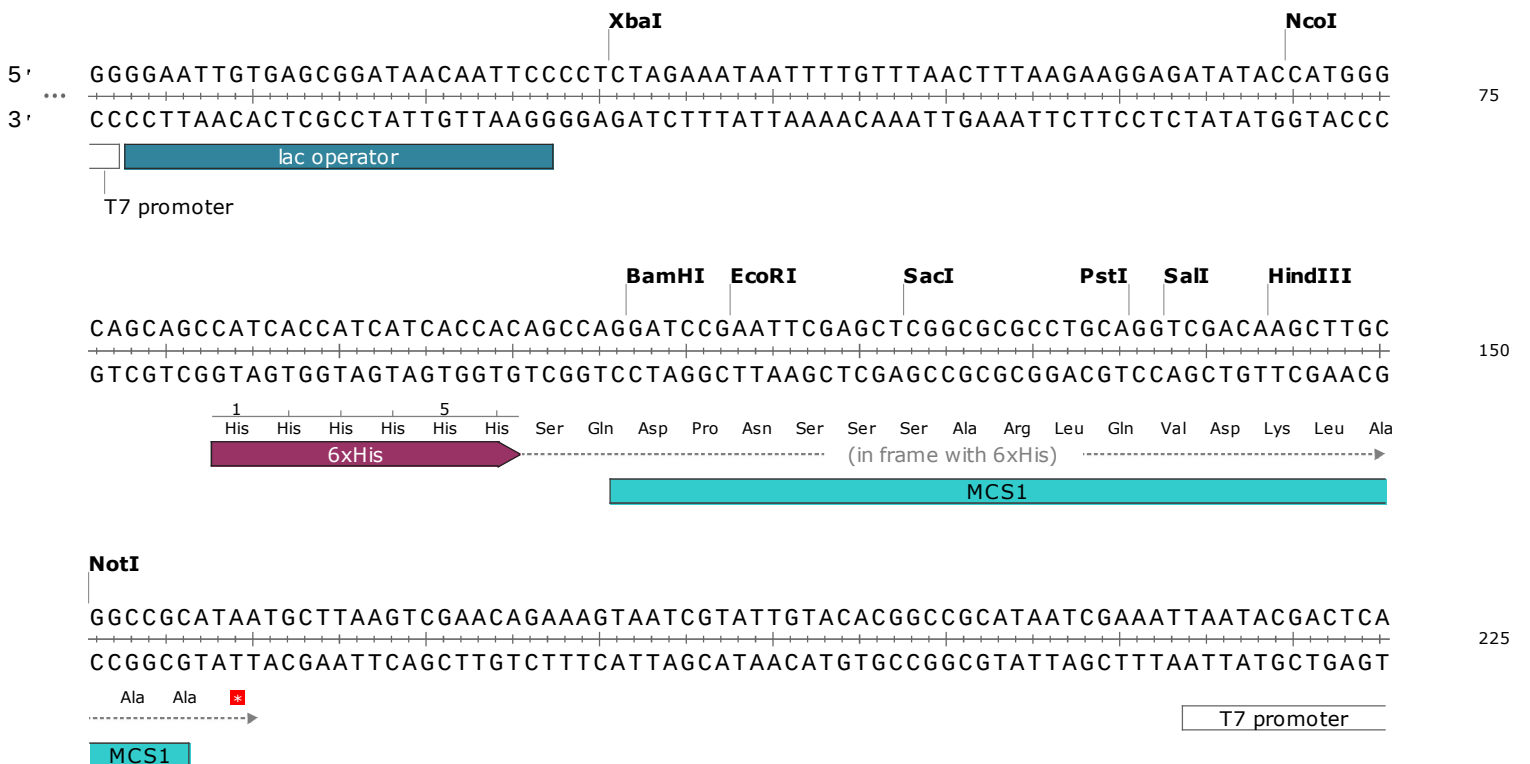 XbaI NcoI
5' GGGGAATTGTGAGCGGATAACAATTCCCCTCTAGAAATAATTTTGTTTAACTTTAAGAAGGAGATATACCATGGG
... 75
3' CCCCTTAACACTCGCCTATTGTTAAGGGGAGATCTTTATTAAAACAAATTGAAATTCTTCCTCTATATGGTACCC
lac operator
T7 promoter
BamHI EcoRI SacI PstI SalI HindIII
CAGCAGCCATCACCATCATCACCACAGCCAGGATCCGAATTCGAGCTCGGCGCGCCTGCAGGTCGACAAGCTTGC
150
GTCGTCGGTAGTGGTAGTAGTGGTGTCGGTCCTAGGCTTAAGCTCGAGCCGCGCGGACGTCCAGCTGTTCGAACG
1 5
His His His His His His Ser Gln Asp Pro Asn Ser Ser Ser Ala Arg Leu Gln Val Asp Lys Leu Ala
6xHis (in frame with 6xHis)
MCS1
NotI
GGCCGCATAATGCTTAAGTCGAACAGAAAGTAATCGTATTGTACACGGCCGCATAATCGAAATTAATACGACTCA
225
CCGGCGTATTACGAATTCAGCTTGTCTTTCATTAGCATAACATGTGCCGGCGTATTAGCTTTAATTATGCTGAGT
Ala Ala *
T7 promoter
MCS1